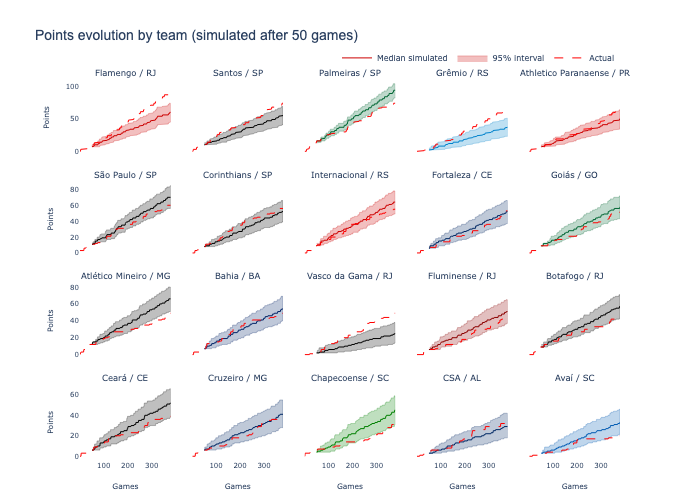 Points evolution by team (simulated after 50 games)
Median simulated 95% interval Actual
Flamengo / RJ Santos / SP Palmeiras / SP Grêmio / RS Athletico Paranaense / PR
100
50
0
Points
São Paulo / SP Corinthians / SP Internacional / RS Fortaleza / CE Goiás / GO
80
60
40
20
0
Points
Atlético Mineiro / MG Bahia / BA Vasco da Gama / RJ Fluminense / RJ Botafogo / RJ
80
60
40
20
0
Points
Ceará / CE Cruzeiro / MG Chapecoense / SC CSA / AL Avaí / SC
60
40
20
0
Points
100 200 300 100 200 300 100 200 300 100 200 300 100 200 300
Games Games Games Games Games